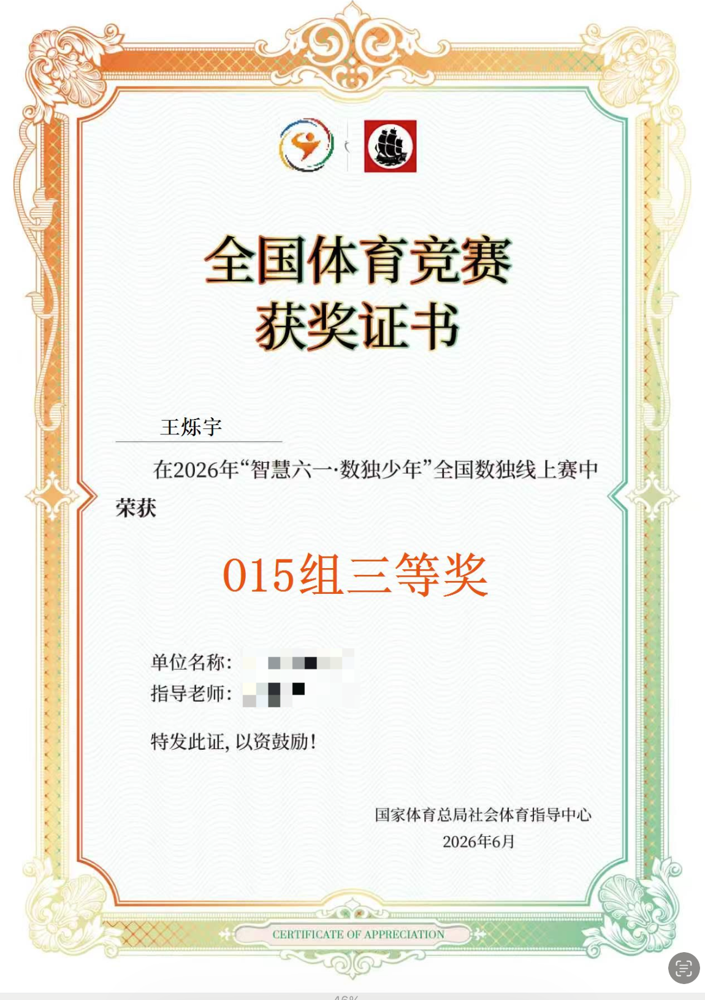 全国体育竞赛
获奖证书
王烁宇
在2026年“智慧六一·数独少年”全国数独线上赛中
荣获
015组三等奖
单位名称：
指导老师：
特发此证, 以资鼓励！
国家体育总局社会体育指导中心
2026年6月
CERTIFICATE OF APPRECIATION